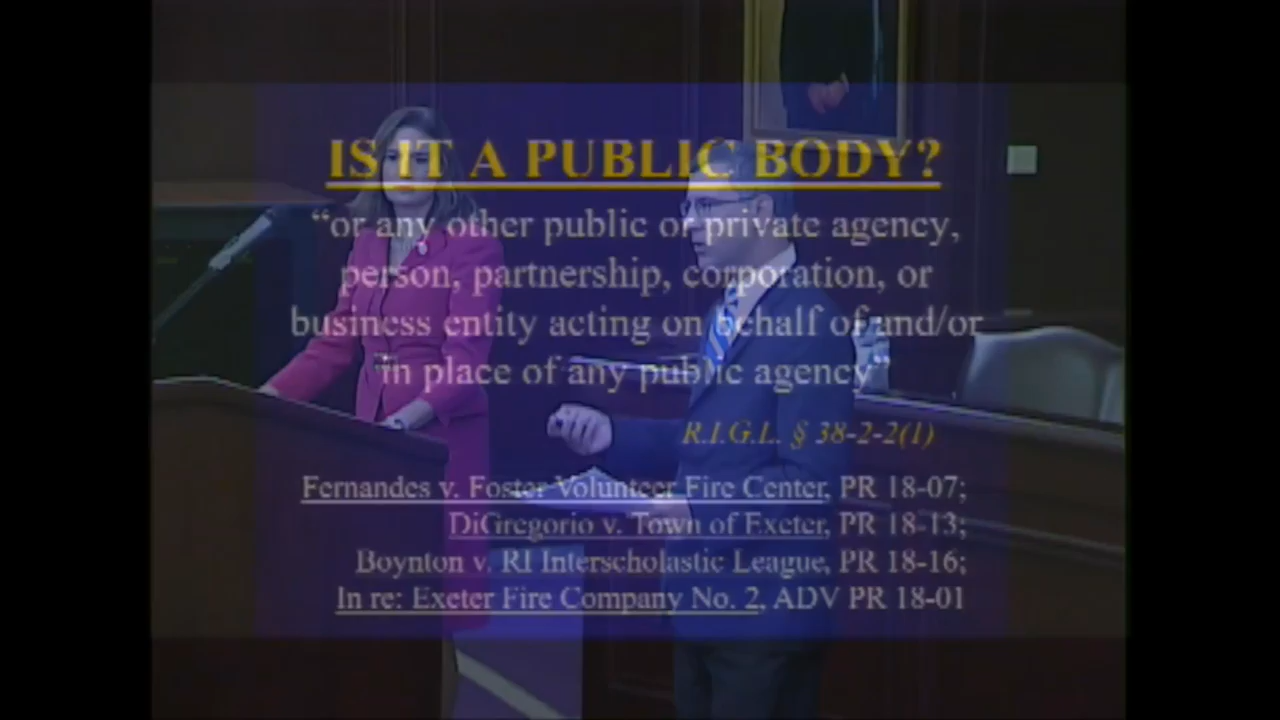 IS IT A PUBLIC BODY?
“or any other public or private agency,
person, partnership, corporation, or
business entity acting on behalf of and/or
in place of any public agency”
R.I.G.L. § 38-2-2(1)
Fernandes v. Foster Volunteer Fire Center, PR 18-07;
DiGregorio v. Town of Exeter, PR 18-13;
Boynton v. RI Interscholastic League, PR 18-16;
In re: Exeter Fire Company No. 2, ADV PR 18-01